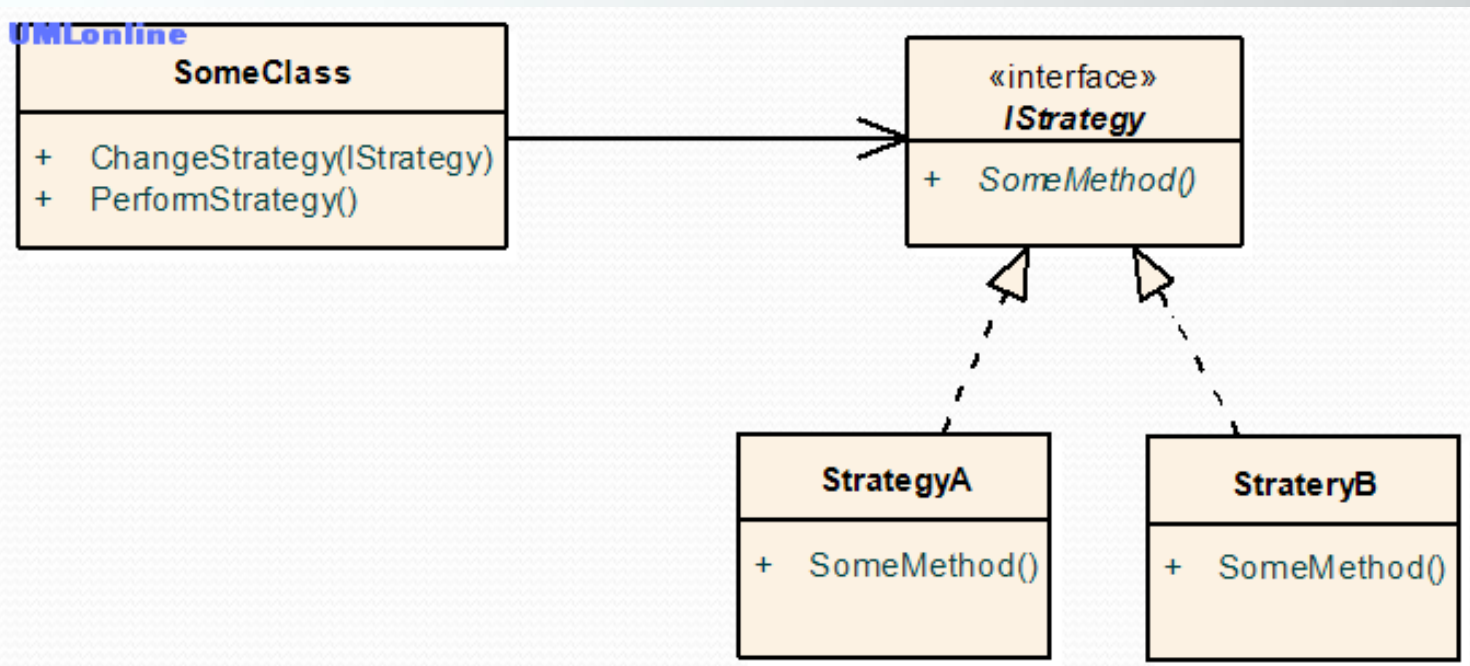 UMLonline
SomeClass
+ ChangeStrategy(IStrategy)
+ PerformStrategy()
«interface»
IStrategy
+ SomeMethod()
StrategyA
+ SomeMethod()
StrateryB
+ SomeMethod()